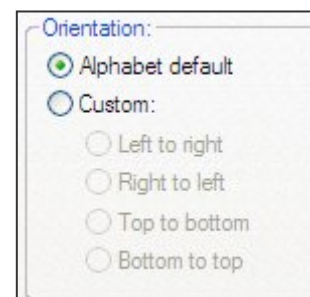 Orientation:
Alphabet default
Custom:
Left to right
Right to left
Top to bottom
Bottom to top